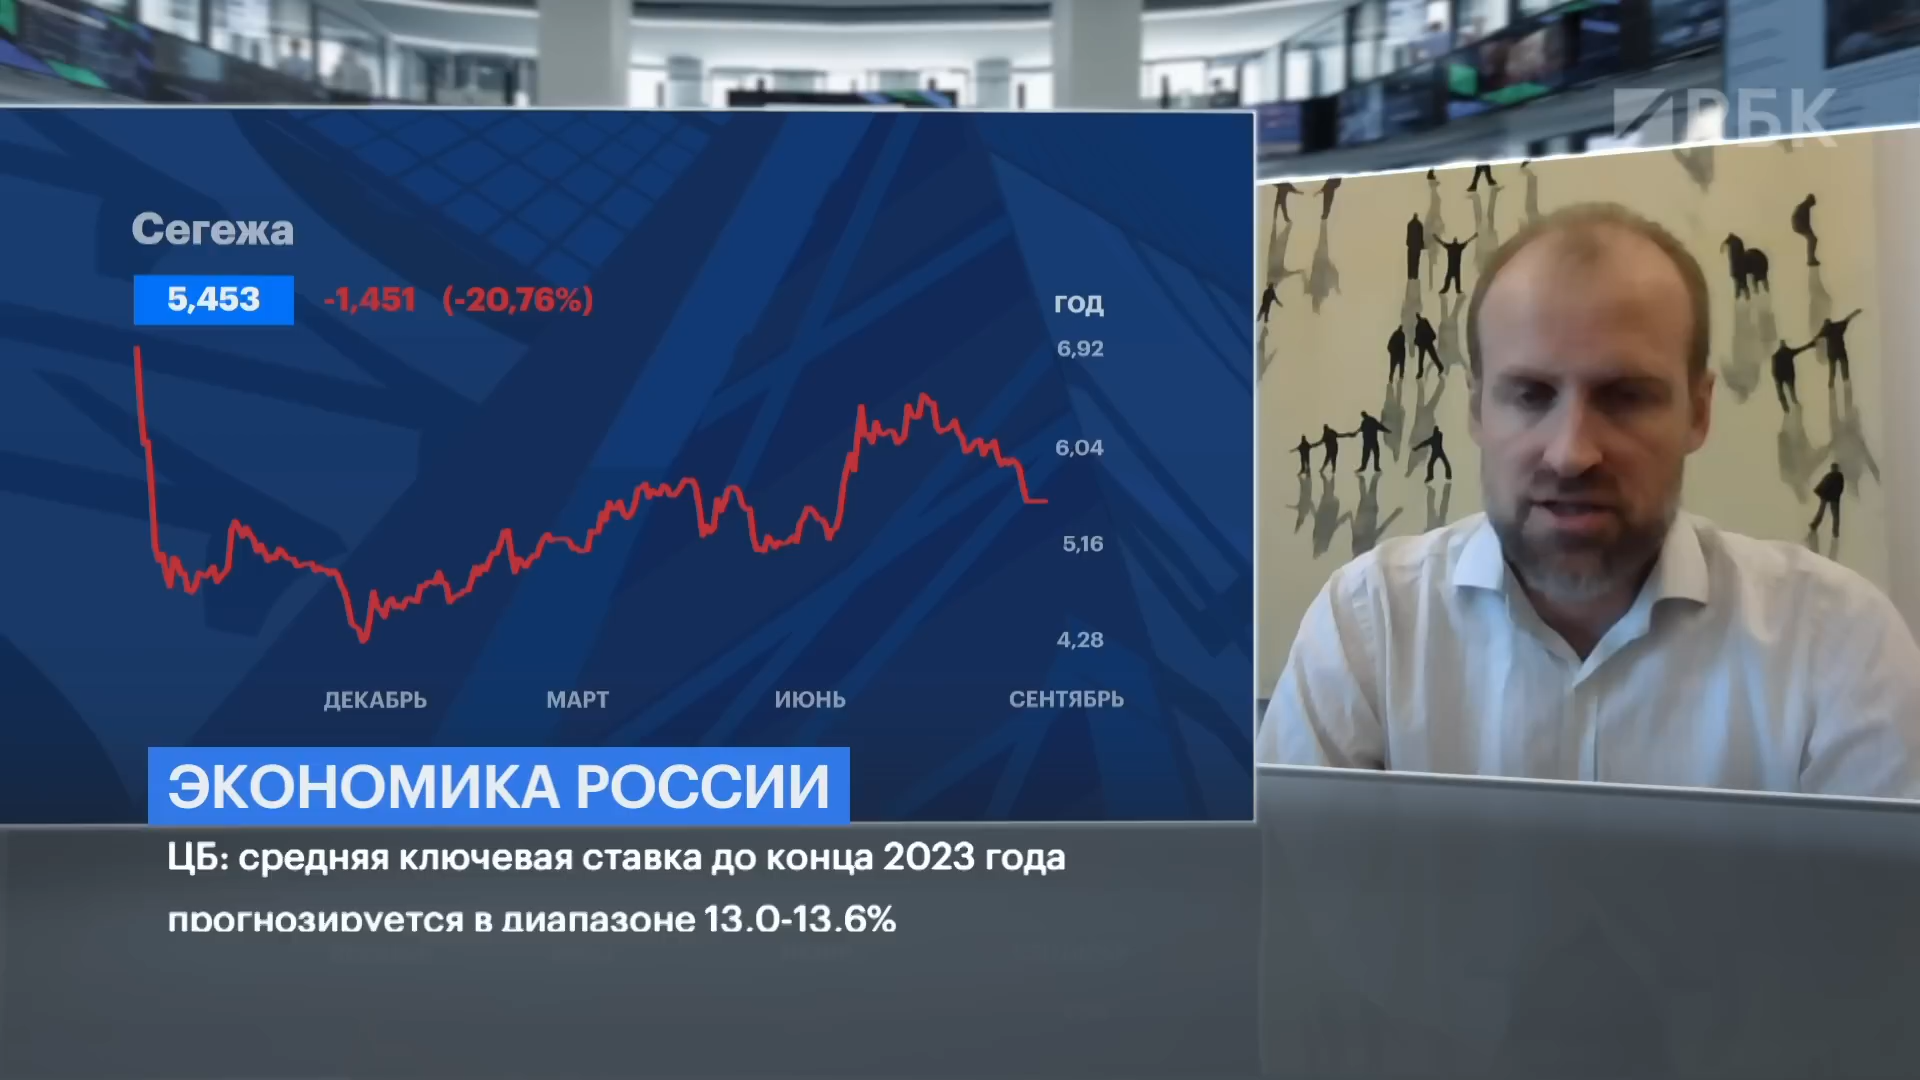 РБК
Сегежа
5,453 -1,451 (-20,76%)
ГОД
6,92
6,04
5,16
4,28
ДЕКАБРЬ МАРТ ИЮНЬ СЕНТЯБРЬ
ЭКОНОМИКА РОССИИ
ЦБ: средняя ключевая ставка до конца 2023 года
прогнозируется в диапазоне 13.0-13.6%